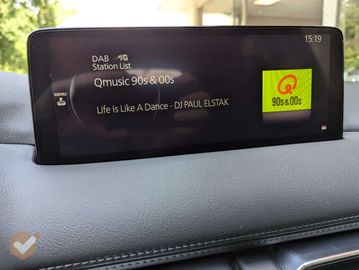 15:19
DAB
Station List
MENU
Qmusic 90s & 00s
Life Is Like A Dance - DJ PAUL ELSTAK
90s&00s